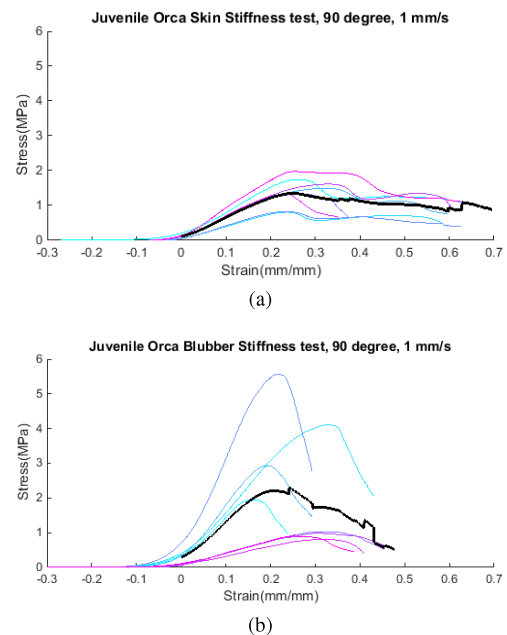 Juvenile Orca Skin Stiffness test, 90 degree, 1 mm/s
6
5
4
3
2
1
0
Stress(MPa)
-0.3 -0.2 -0.1 0 0.1 0.2 0.3 0.4 0.5 0.6 0.7
Strain(mm/mm)
(a)
Juvenile Orca Blubber Stiffness test, 90 degree, 1 mm/s
6
5
4
3
2
1
0
Stress(MPa)
-0.3 -0.2 -0.1 0 0.1 0.2 0.3 0.4 0.5 0.6 0.7
Strain(mm/mm)
(b)